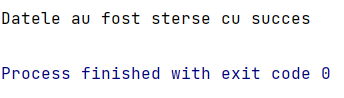 Datele au fost sterse cu succes
Process finished with exit code 0